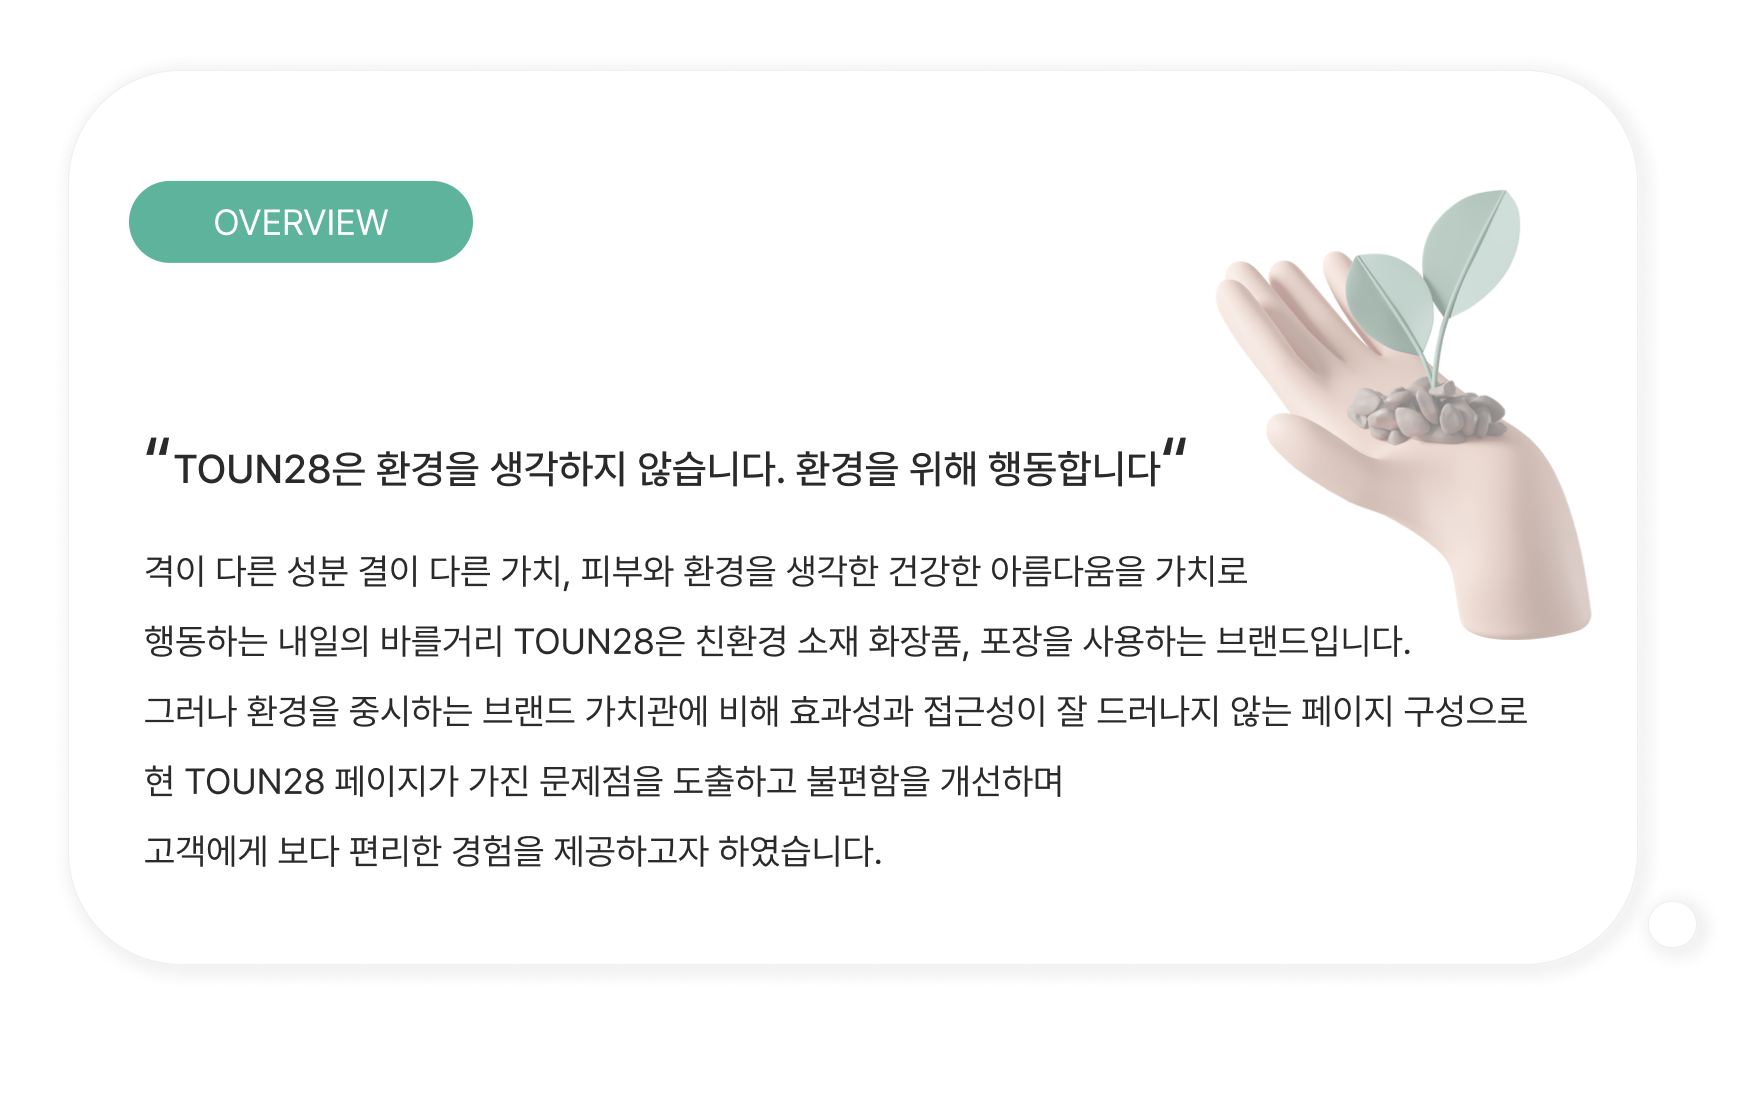 OVERVIEW
“TOUN28은 환경을 생각하지 않습니다. 환경을 위해 행동합니다“
격이 다른 성분 결이 다른 가치, 피부와 환경을 생각한 건강한 아름다움을 가치로
행동하는 내일의 바를거리 TOUN28은 친환경 소재 화장품, 포장을 사용하는 브랜드입니다.
그러나 환경을 중시하는 브랜드 가치관에 비해 효과성과 접근성이 잘 드러나지 않는 페이지 구성으로
현 TOUN28 페이지가 가진 문제점을 도출하고 불편함을 개선하며
고객에게 보다 편리한 경험을 제공하고자 하였습니다.